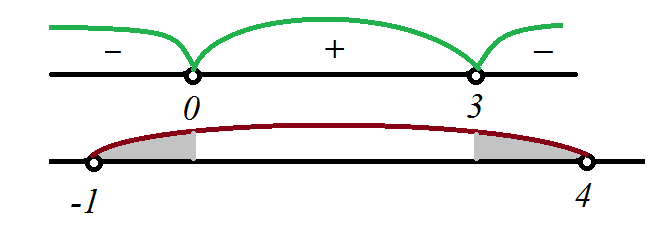 – + –
0 3
-1 4